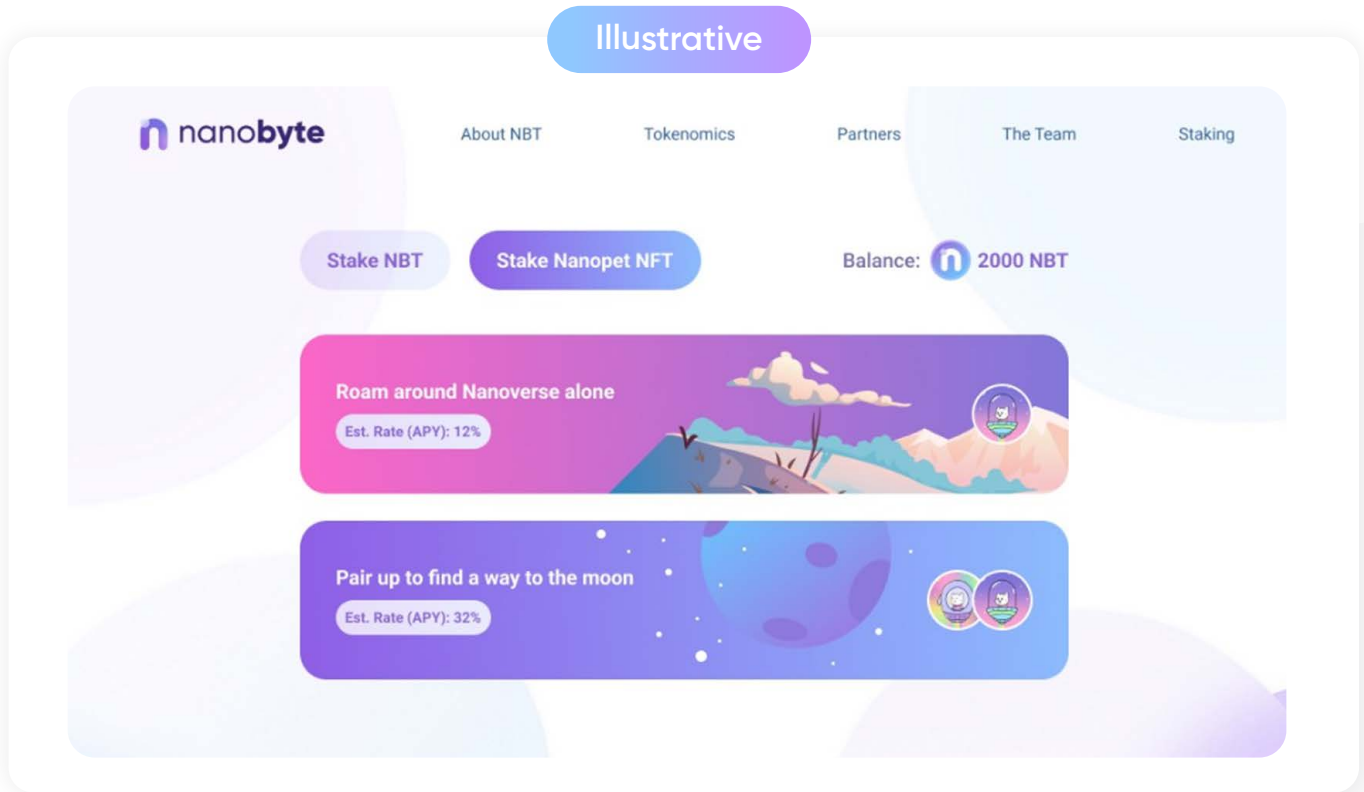 Illustrative
nanobyte
About NBT
Tokenomics
Partners
The Team
Staking
Stake NBT
Stake Nanopet NFT
Balance: 2000 NBT
Roam around Nanoverse alone
Est. Rate (APY): 12%
Pair up to find a way to the moon
Est. Rate (APY): 32%